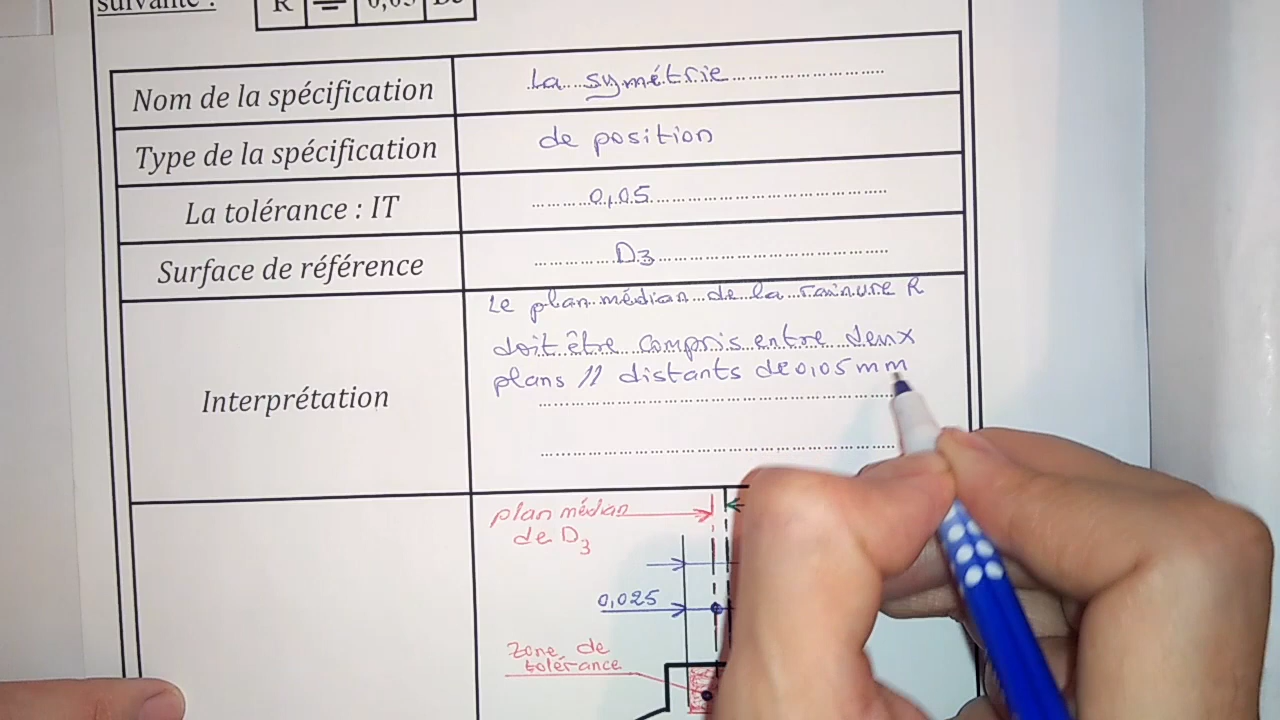 suivante :
R
Nom de la spécification
La symétrie
Type de la spécification
de position
La tolérance : IT
0,05
Surface de référence
D3
Interprétation
Le plan médian de la rainure R
doit être compris entre deux
plans // distants de 0,05 mm
plan médian
de D3
0,025
Zone de
tolérance